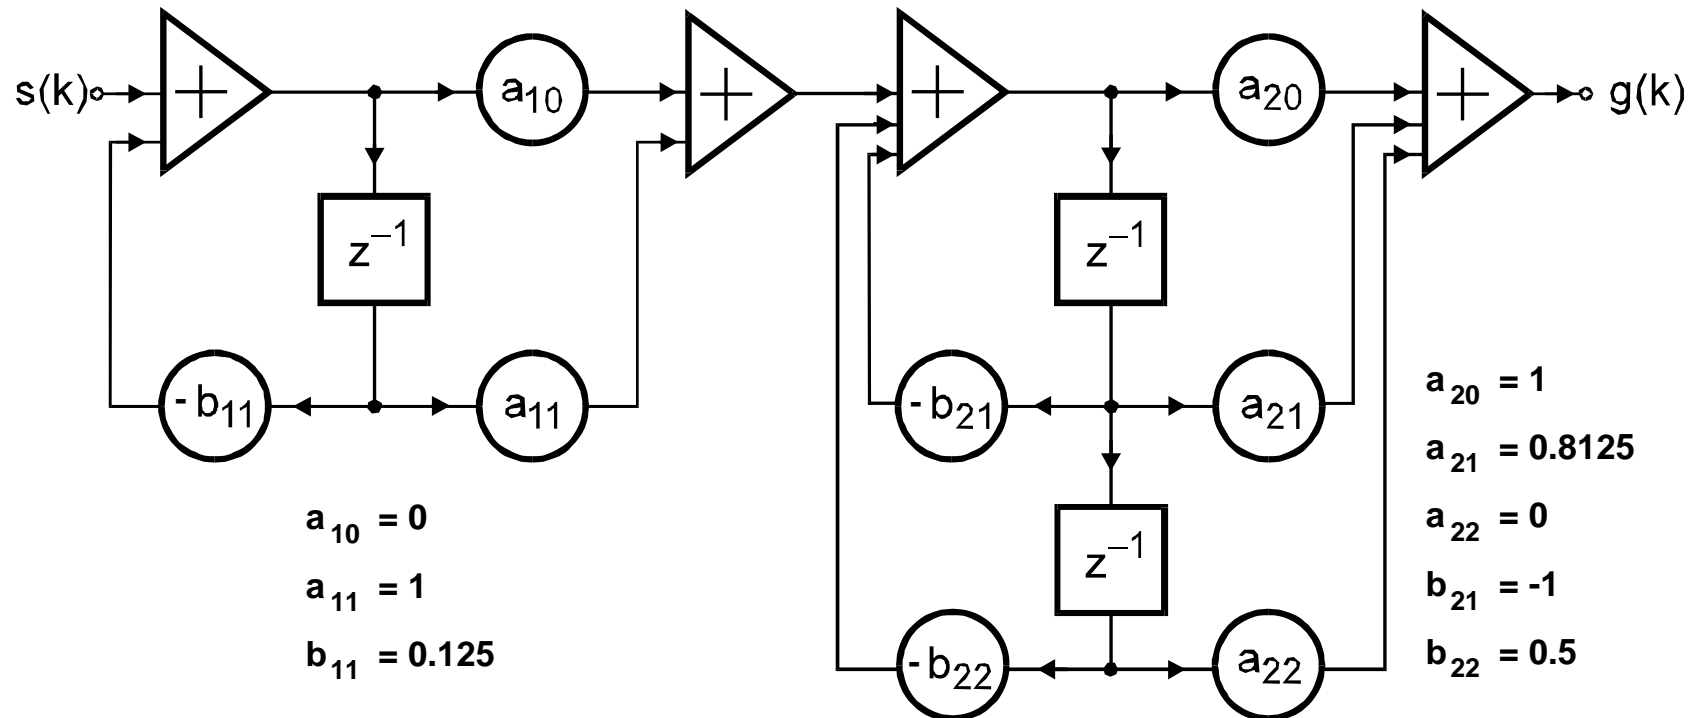 s(k)
+
a10
+
+
a20
+
g(k)
z−1
z−1
-b11
a11
-b21
a21
z−1
-b22
a22
a10 = 0
a11 = 1
b11 = 0.125
a20 = 1
a21 = 0.8125
a22 = 0
b21 = -1
b22 = 0.5